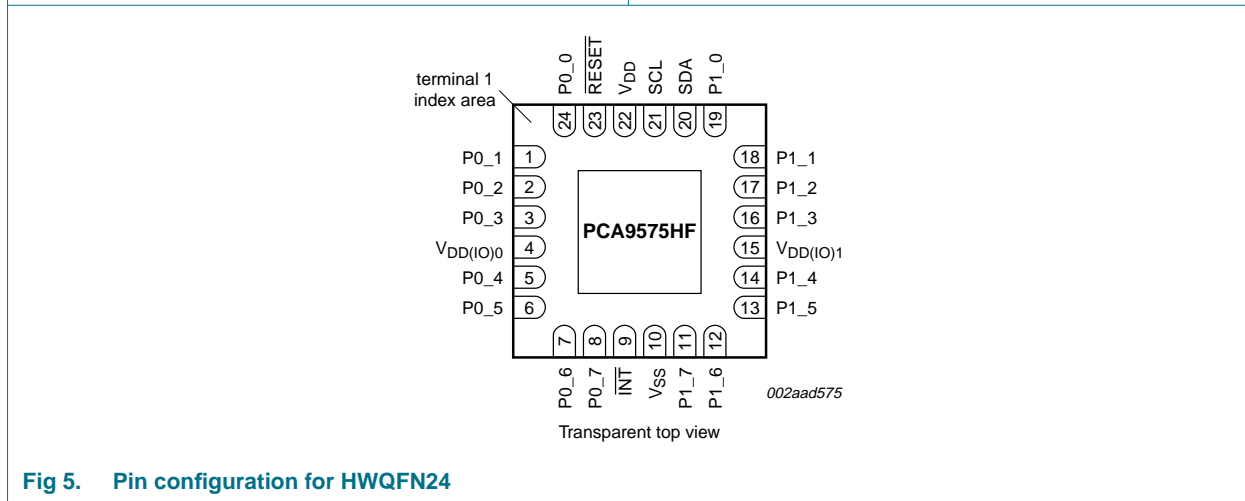 terminal 1
index area
P0_0
RESET
VDD
SCL
SDA
P1_0
24
23
22
21
20
19
P0_1 1
18 P1_1
P0_2 2
17 P1_2
P0_3 3
16 P1_3
VDD(IO)0 4
15 VDD(IO)1
P0_4 5
14 P1_4
P0_5 6
13 P1_5
PCA9575HF
7
8
9
10
11
12
P0_6
P0_7
INT
VSS
P1_7
P1_6
002aad575
Transparent top view
Fig 5. Pin configuration for HWQFN24